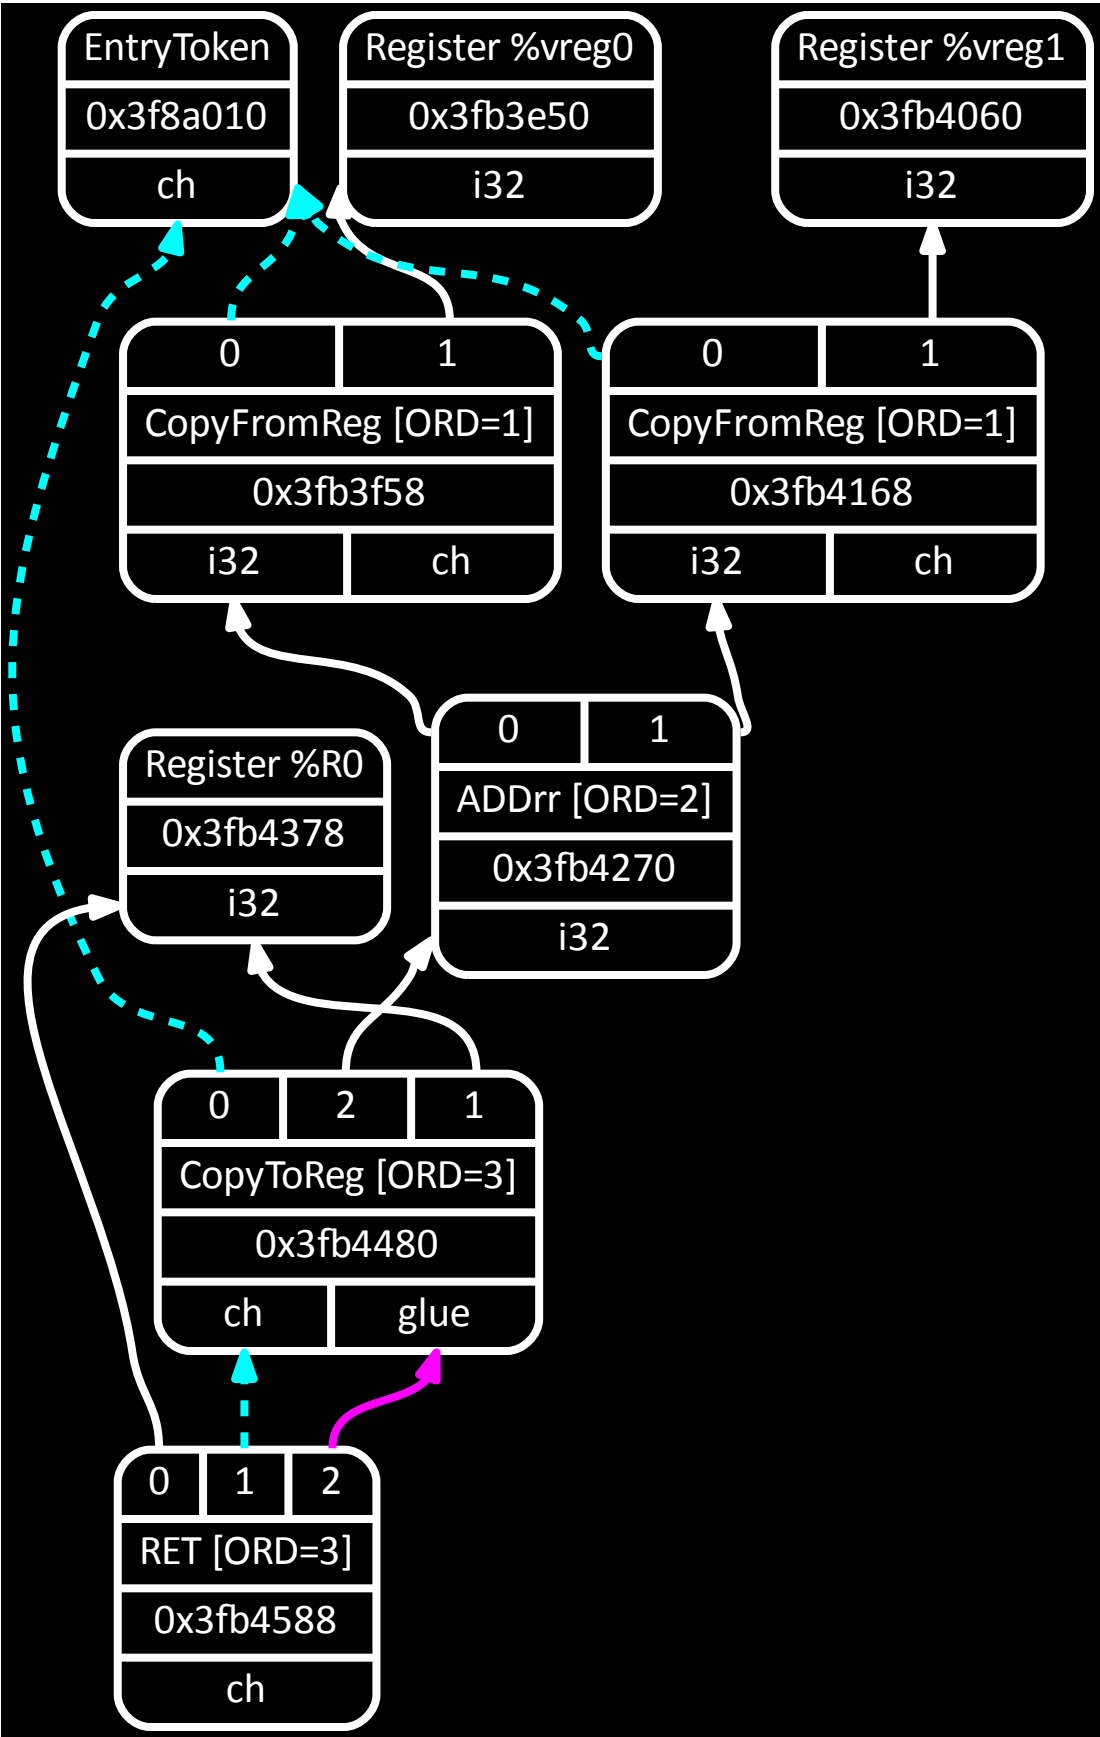 EntryToken
0x3f8a010
ch
Register %vreg0
0x3fb3e50
i32
Register %vreg1
0x3fb4060
i32
0 1
CopyFromReg [ORD=1]
0x3fb3f58
i32 ch
0 1
CopyFromReg [ORD=1]
0x3fb4168
i32 ch
Register %R0
0x3fb4378
i32
0 1
ADDrr [ORD=2]
0x3fb4270
i32
0 2 1
CopyToReg [ORD=3]
0x3fb4480
ch glue
0 1 2
RET [ORD=3]
0x3fb4588
ch